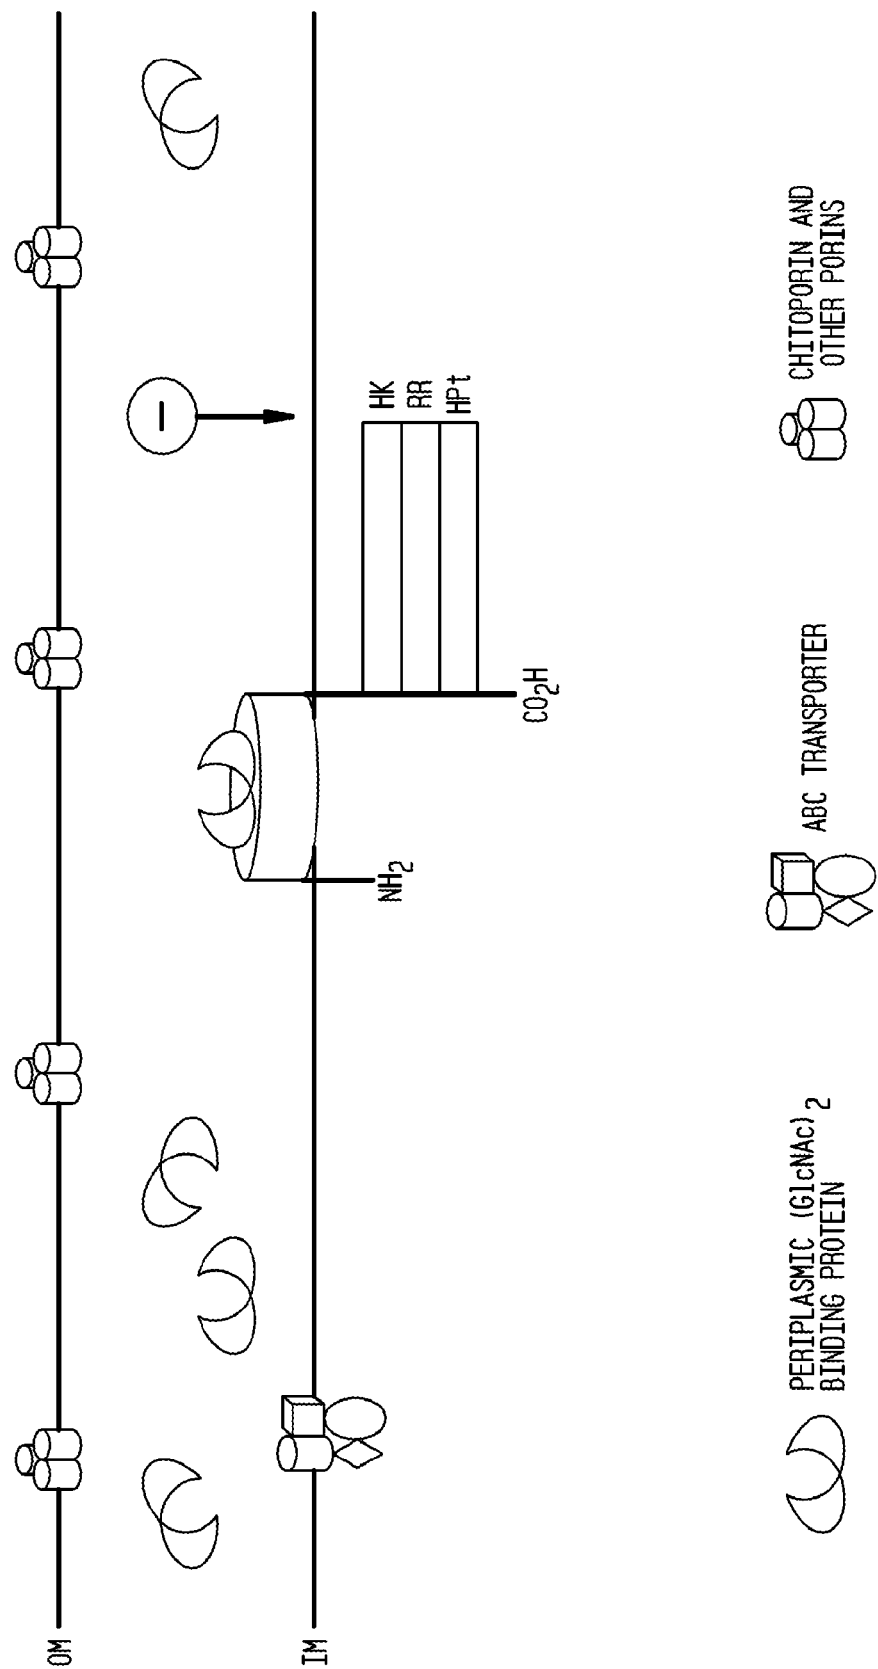 OM
IM
NH2
CO2H
HK
RR
HPt
PERIPLASMIC (GlcNAc)2
BINDING PROTEIN
ABC TRANSPORTER
CHITOPORIN AND
OTHER PORINS